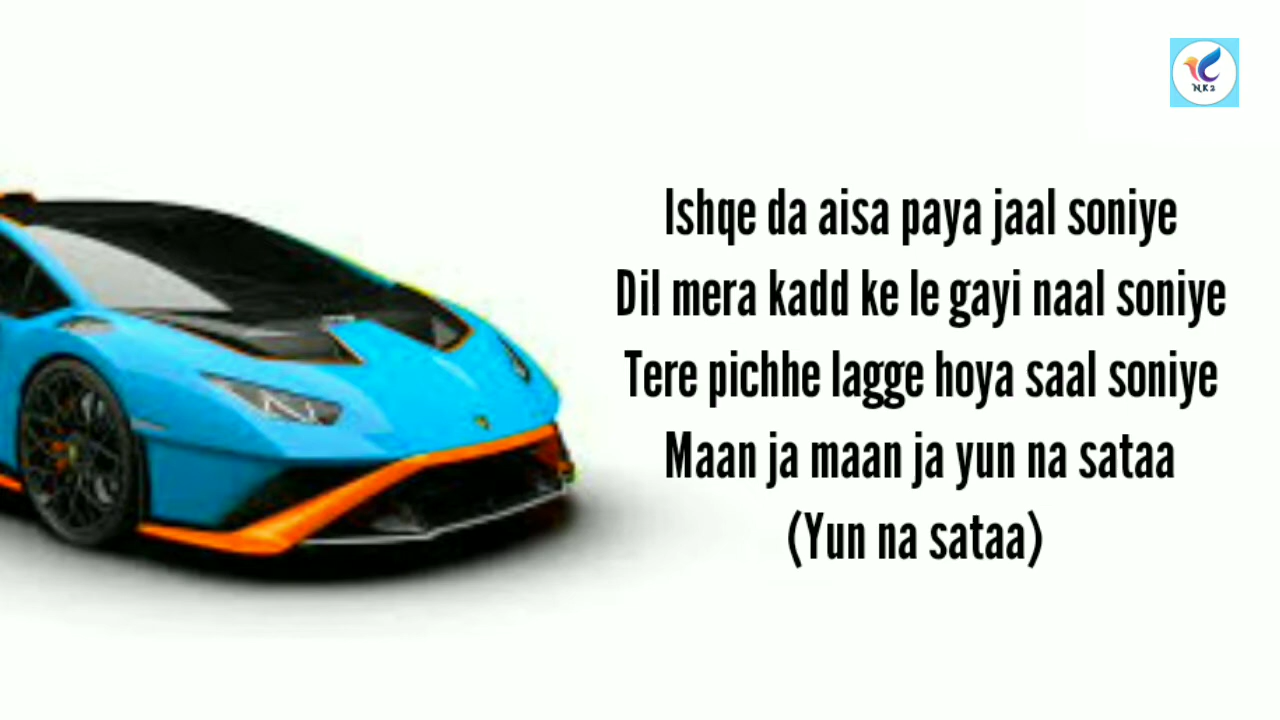 N.K 2
Ishqe da aisa paya jaal soniye
Dil mera kadd ke le gayi naal soniye
Tere pichhe lagge hoya saal soniye
Maan ja maan ja yun na sataa
(Yun na sataa)